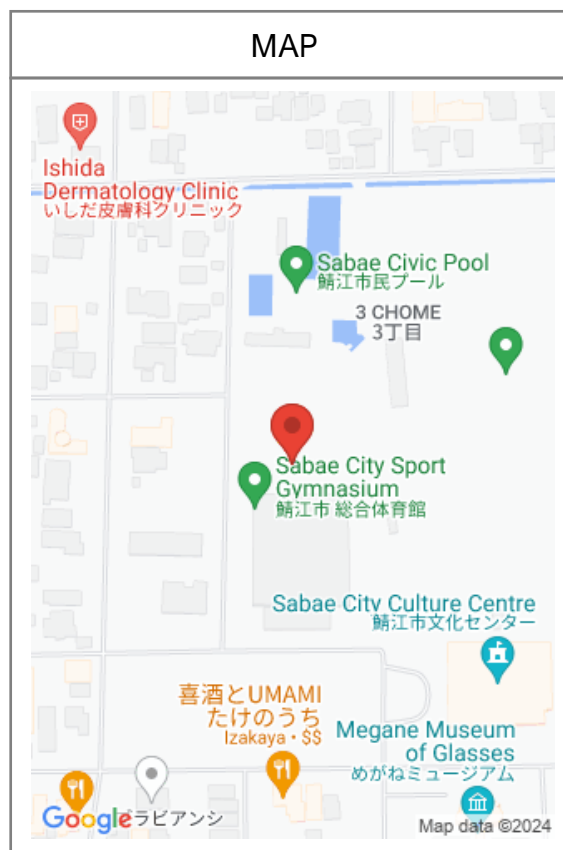 MAP
Ishida
Dermatology Clinic
いしだ皮膚科クリニック
Sabae Civic Pool
鯖江市民プール
3 CHOME
3丁目
Sabae City Sport
Gymnasium
鯖江市 総合体育館
Sabae City Culture Centre
鯖江市文化センター
喜酒とUMAMI
たけのうち
Izakaya・$$
Megane Museum
of Glasses
めがねミュージアム
Google
ラビアンシ
Map data ©2024